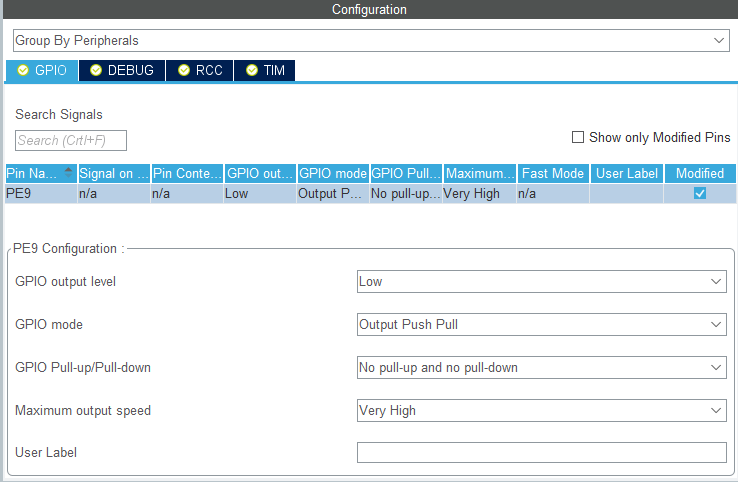 Configuration
Group By Peripherals
GPIO DEBUG RCC TIM
Search Signals
Search (Crtl+F)
Show only Modified Pins
Pin Na... Signal on ... Pin Conte... GPIO out... GPIO mode GPIO Pull... Maximum... Fast Mode User Label Modified
PE9 n/a n/a Low Output P... No pull-up... Very High n/a
PE9 Configuration :
GPIO output level Low
GPIO mode Output Push Pull
GPIO Pull-up/Pull-down No pull-up and no pull-down
Maximum output speed Very High
User Label